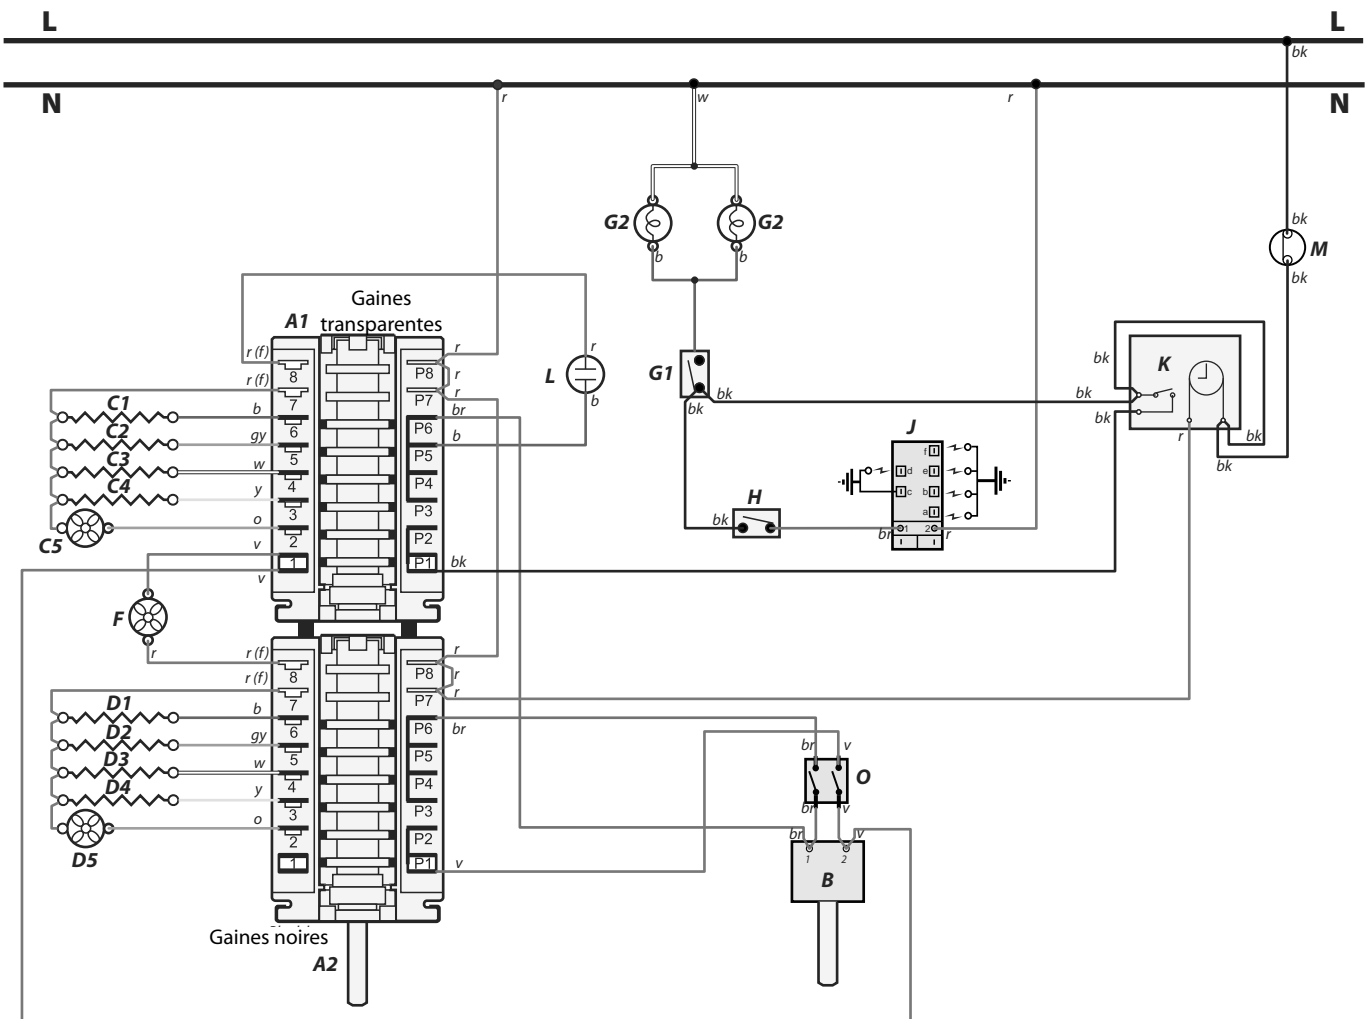 L L
bk
N r w r N
bk
G2 G2
M
b b
bk
Gaines
transparentes
A1
r (f) 8 P8 r
r
r (f) 7 P7 r
L r
b
C1 b 6 P6 br
C2 gy 5 P5 b
C3 w 4 P4
C4 y 3 P3
C5 o 2 P2
v 1 P1 bk
v
G1 bk bk
bk
K
bk
bk
r bk
bk
J
f
d e
c b
a
H
bk br 1 2 r
F
r r (f) 8 P8 r
r
r (f) 7 P7 r
D1 b 6 P6 br
D2 gy 5 P5
D3 w 4 P4
D4 y 3 P3
D5 o 2 P2
1 P1 v
br v
O
br v
br v
1 2
B
Gaines noires
A2